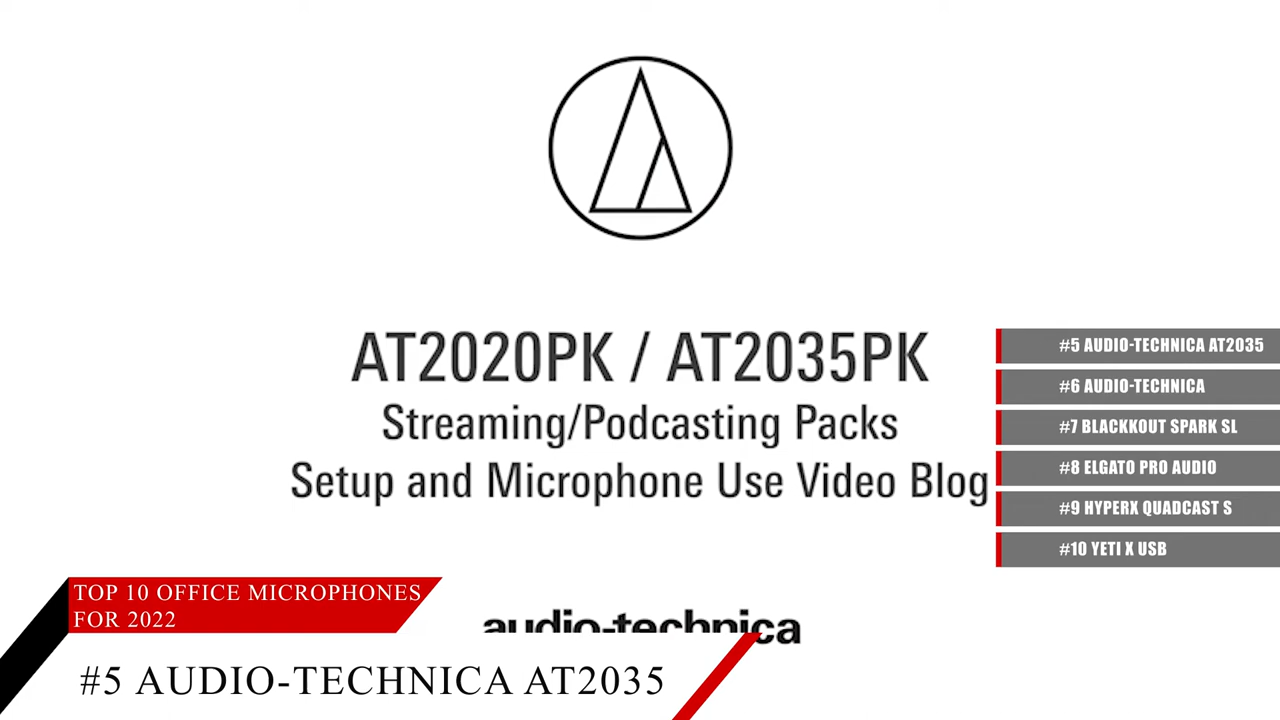 AT2020PK / AT2035PK
Streaming/Podcasting Packs
Setup and Microphone Use Video Blog
#5 AUDIO-TECHNICA AT2035
#6 AUDIO-TECHNICA
#7 BLACKKOUT SPARK SL
#8 ELGATO PRO AUDIO
#9 HYPERX QUADCAST S
#10 YETI X USB
TOP 10 OFFICE MICROPHONES
FOR 2022
audio-technica
#5 AUDIO-TECHNICA AT2035